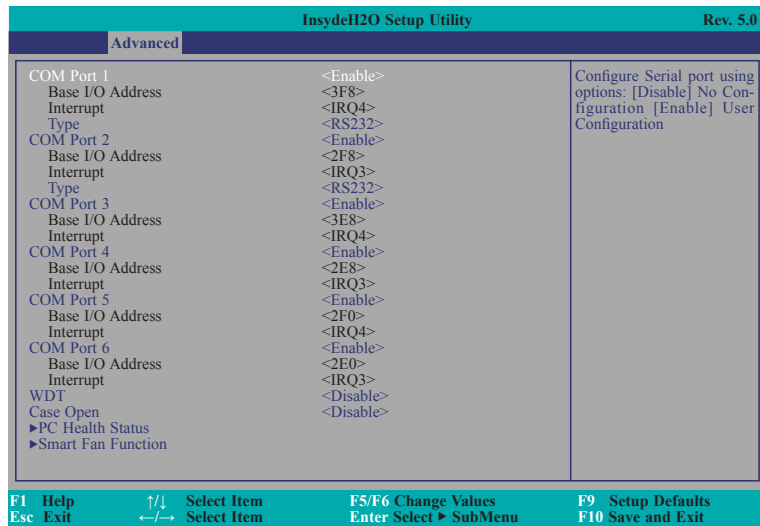 InsydeH2O Setup Utility Rev. 5.0
Advanced
COM Port 1 <Enable>
Base I/O Address <3F8>
Interrupt <IRQ4>
Type <RS232>
COM Port 2 <Enable>
Base I/O Address <2F8>
Interrupt <IRQ3>
Type <RS232>
COM Port 3 <Enable>
Base I/O Address <3E8>
Interrupt <IRQ4>
COM Port 4 <Enable>
Base I/O Address <2E8>
Interrupt <IRQ3>
COM Port 5 <Enable>
Base I/O Address <2F0>
Interrupt <IRQ4>
COM Port 6 <Enable>
Base I/O Address <2E0>
Interrupt <IRQ3>
WDT <Disable>
Case Open <Disable>
▶PC Health Status
▶Smart Fan Function
Configure Serial port using
options: [Disable] No Con-
figuration [Enable] User
Configuration
F1 Help ↑/↓ Select Item F5/F6 Change Values F9 Setup Defaults
Esc Exit ←/→ Select Item Enter Select ▶ SubMenu F10 Save and Exit